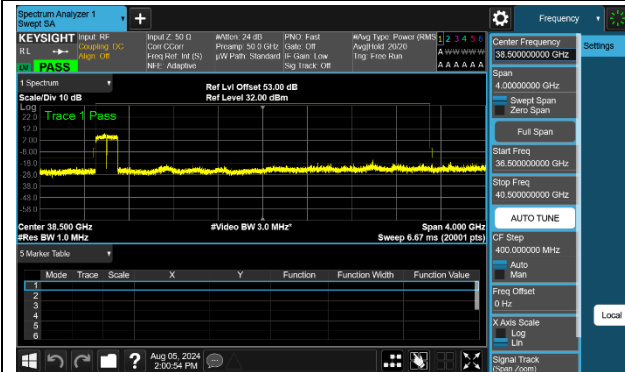 Spectrum Analyzer 1
Swept SA
Frequency
KEYSIGHT Input: RF
RL Coupling: DC
Align: Off
PASS
Input Z: 50 Ω
Corr CCorr
Freq Ref: Int (S)
NFE: Adaptive
#Atten: 24 dB
Preamp: 50.0 GHz
µW Path: Standard
PNO: Fast
Gate: Off
IF Gain: Low
Sig Track: Off
#Avg Type: Power (RMS)
Avg|Hold: 20/20
Trig: Free Run
1 2 3 4 5 6
A W W W W W
A A A A A A
1 Spectrum
Scale/Div 10 dB
Ref Lvl Offset 53.00 dB
Ref Level 32.00 dBm
Log
Trace 1 Pass
22.0
12.0
2.00
-8.00
-18.0
-28.0
-38.0
-48.0
-58.0
Center 38.500 GHz
#Video BW 3.0 MHz*
Span 4.000 GHz
#Res BW 1.0 MHz
Sweep 6.67 ms (20001 pts)
5 Marker Table
Mode Trace Scale X Y Function Function Width Function Value
1
2
3
4
5
6
Aug 05, 2024
2:00:54 PM
Center Frequency
38.500000000 GHz
Settings
Span
4.00000000 GHz
Swept Span
Zero Span
Full Span
Start Freq
36.500000000 GHz
Stop Freq
40.500000000 GHz
AUTO TUNE
CF Step
400.000000 MHz
Auto
Man
Freq Offset
0 Hz
X Axis Scale
Log
Lin
Local
Signal Track
(Span Zoom)